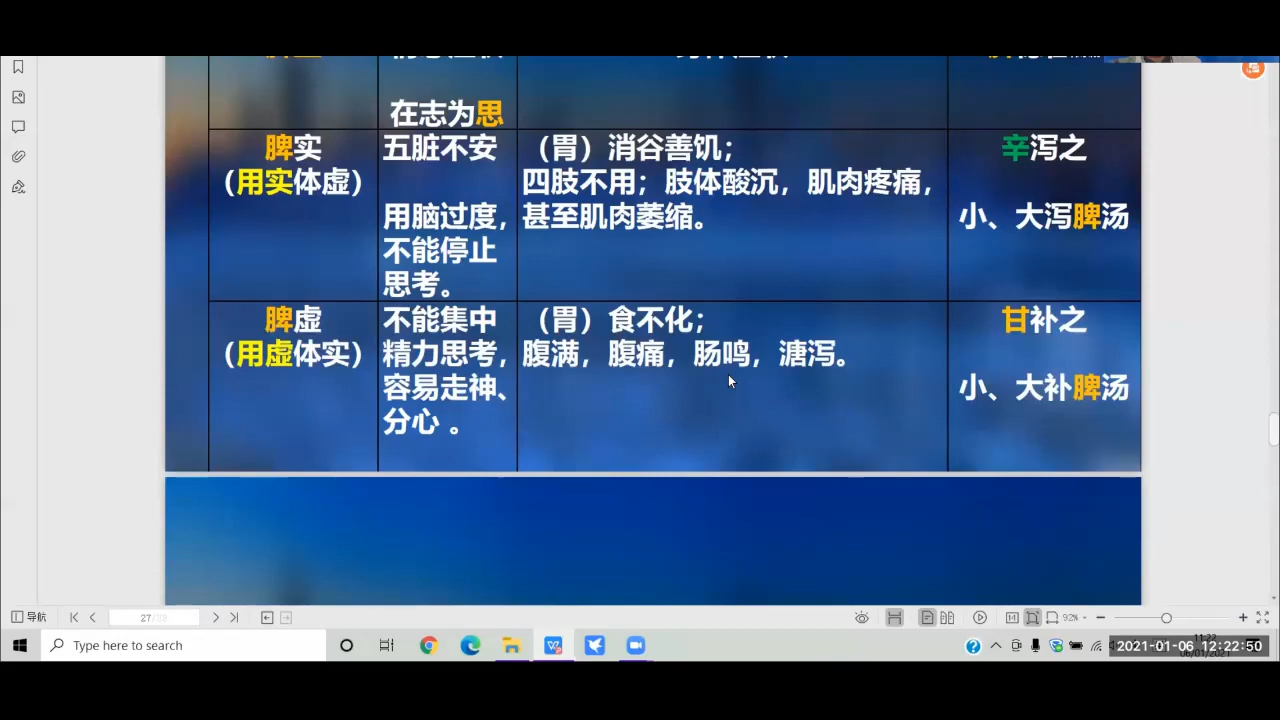 在志为思
脾实
（用实体虚）
五脏不安
用脑过度，
不能停止
思考。
（胃）消谷善饥；
四肢不用；肢体酸沉，肌肉疼痛，
甚至肌肉萎缩。
辛泻之
小、大泻脾汤
脾虚
（用虚体实）
不能集中
精力思考，
容易走神、
分心 。
（胃）食不化；
腹满，腹痛，肠鸣，溏泻。
甘补之
小、大补脾汤
导航
27
92%
Type here to search
2021-01-06 12:22:50